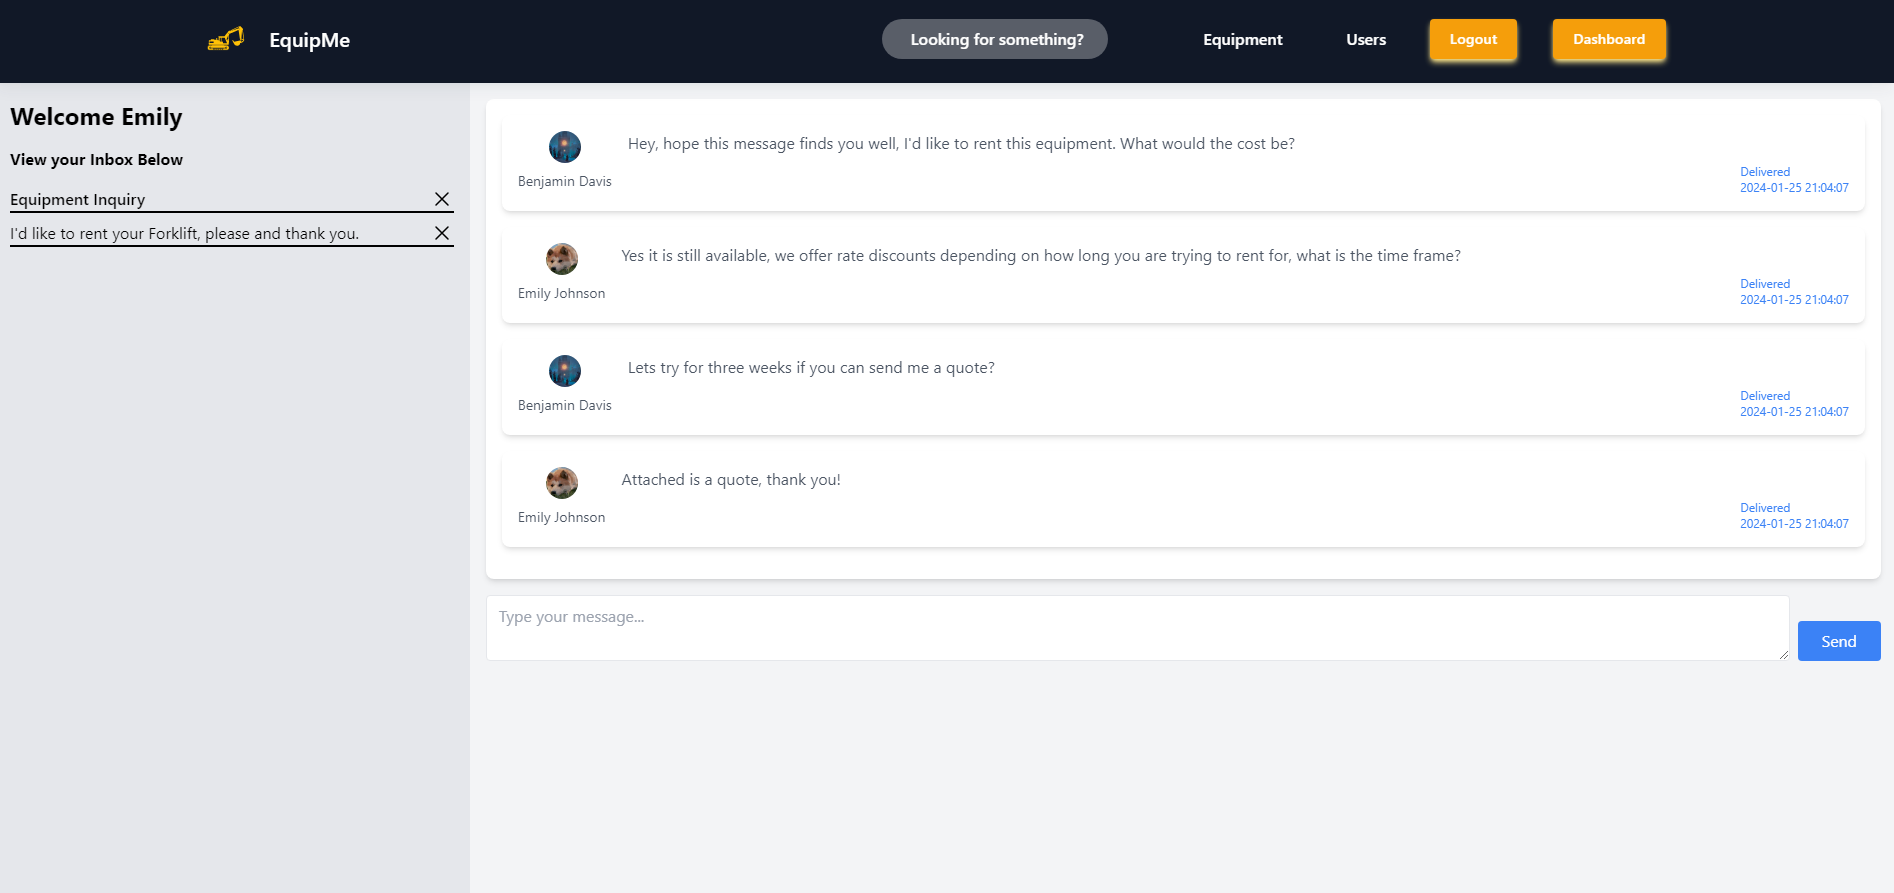 EquipMe
Looking for something?
Equipment
Users
Logout
Dashboard
Welcome Emily
View your Inbox Below
Equipment Inquiry
I'd like to rent your Forklift, please and thank you.
Hey, hope this message finds you well, I'd like to rent this equipment. What would the cost be?
Benjamin Davis
Delivered
2024-01-25 21:04:07
Yes it is still available, we offer rate discounts depending on how long you are trying to rent for, what is the time frame?
Emily Johnson
Delivered
2024-01-25 21:04:07
Lets try for three weeks if you can send me a quote?
Benjamin Davis
Delivered
2024-01-25 21:04:07
Attached is a quote, thank you!
Emily Johnson
Delivered
2024-01-25 21:04:07
Type your message...
Send